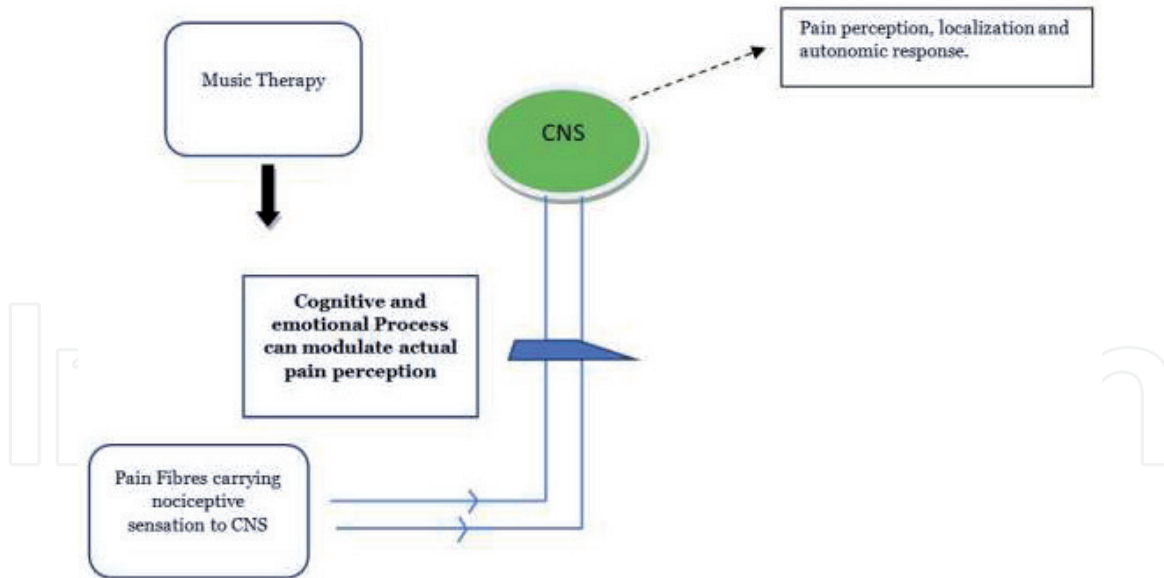 Music Therapy
Pain perception, localization and
autonomic response.
CNS
Cognitive and
emotional Process
can modulate actual
pain perception
Pain Fibres carrying
nociceptive
sensation to CNS